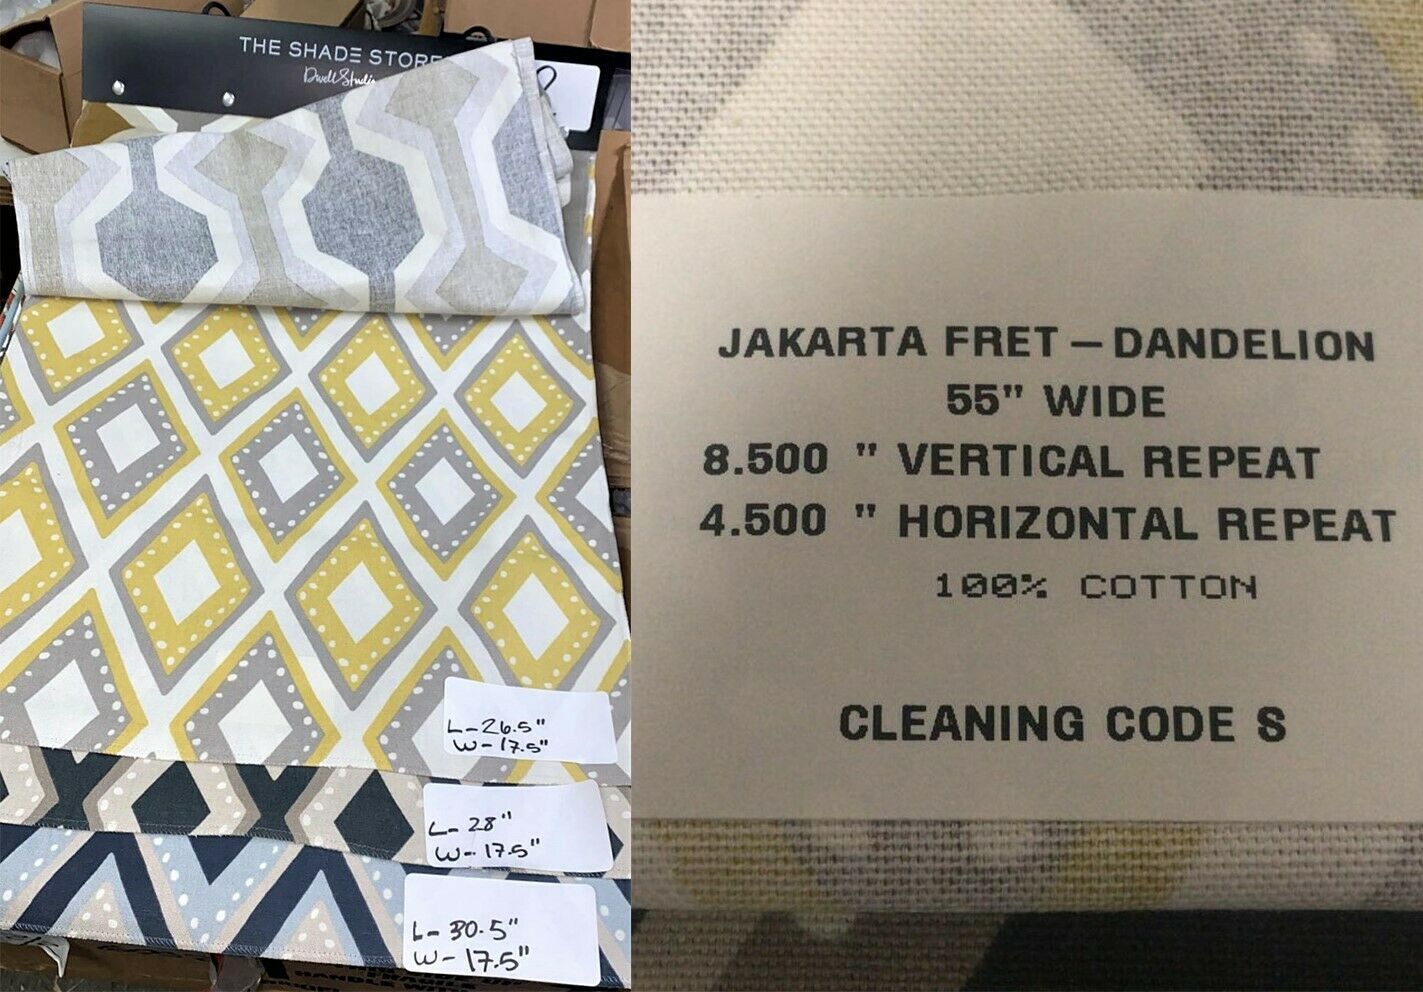 THE SHADE STORE
DwellStudio
L-26.5"
W-17.5"
L-28"
W-17.5"
L-30.5"
W-17.5"
JAKARTA FRET — DANDELION
55" WIDE
8.500 " VERTICAL REPEAT
4.500 " HORIZONTAL REPEAT
100% COTTON
CLEANING CODE S